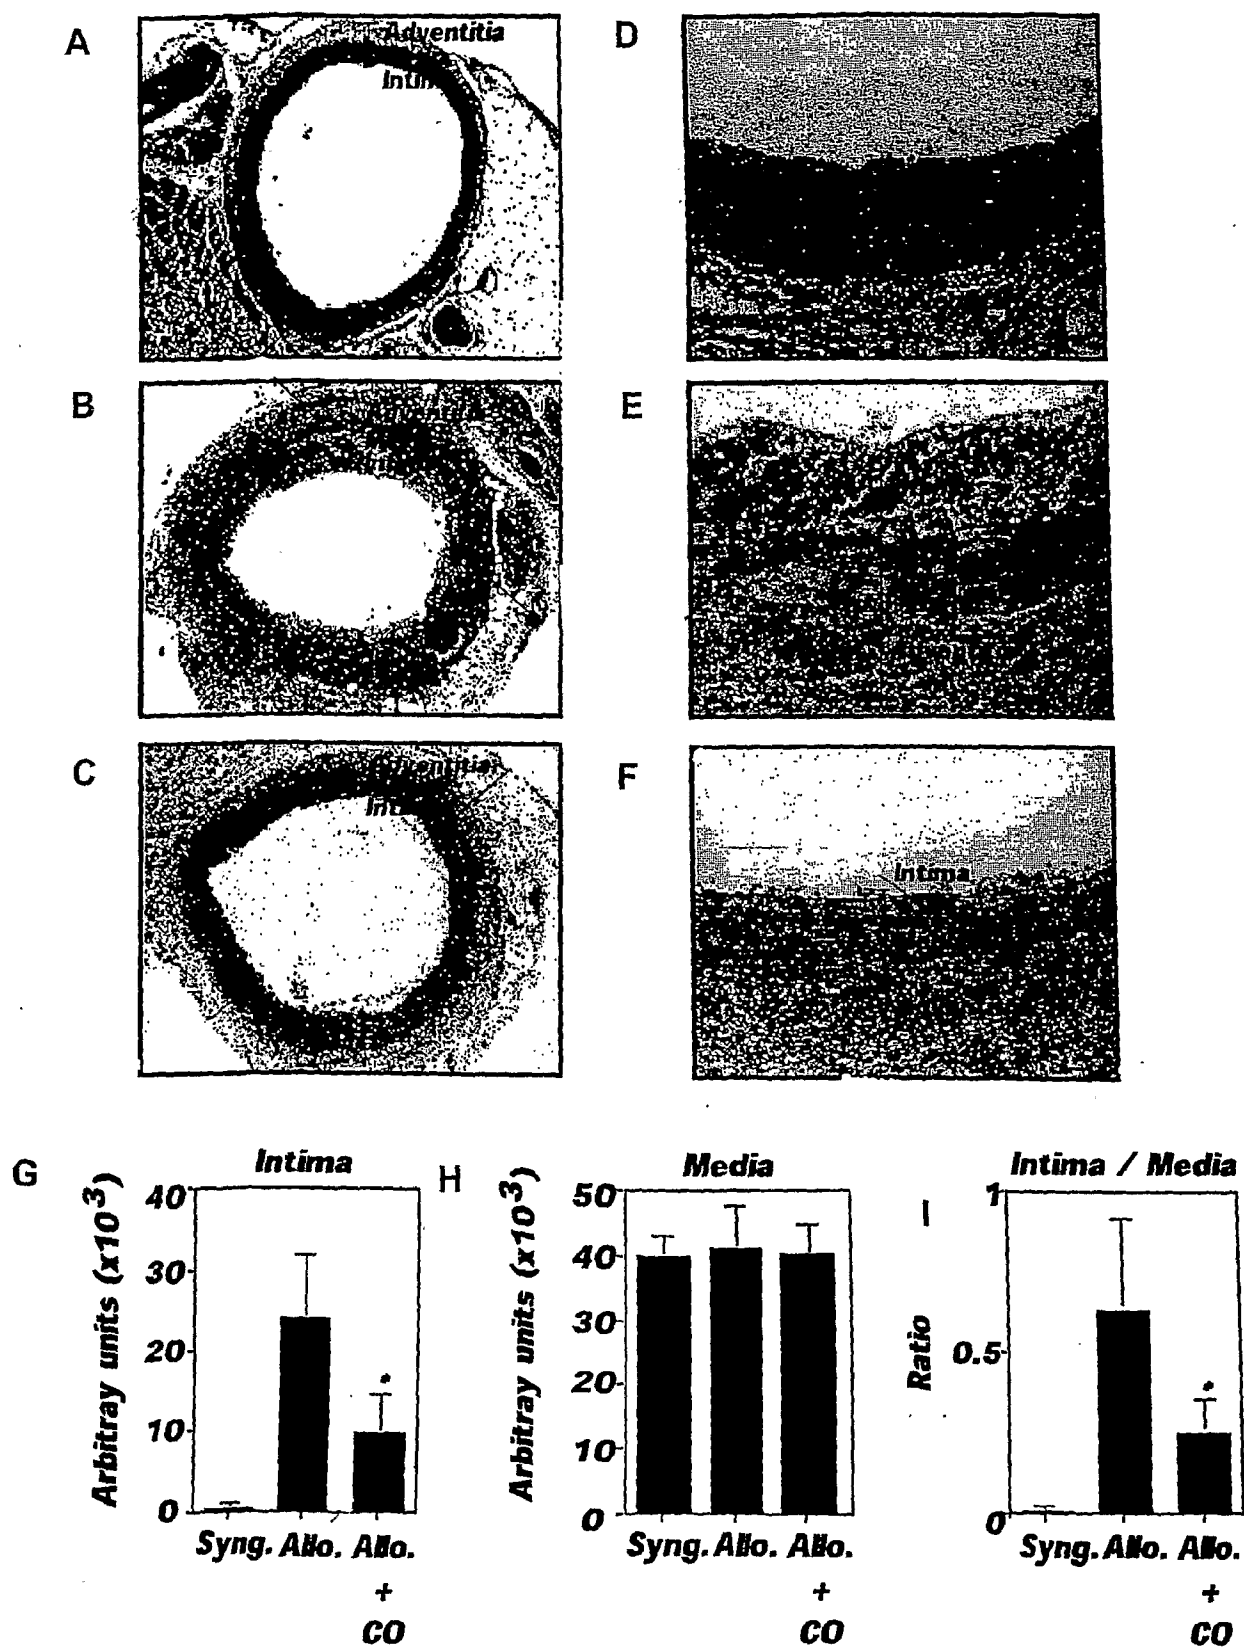 A
Adventitia
D
B
E
C
Adventitia
F
Intima
G
Intima
Arbitray units (x10³)
40
30
20
10
0
Syng. Allo. Allo.
+
CO
H
Media
Arbitray units (x10³)
50
40
30
20
10
0
Syng. Allo. Allo.
+
CO
I
Intima / Media
Ratio
1
0.5
0
Syng. Allo. Allo.
+
CO
*
*